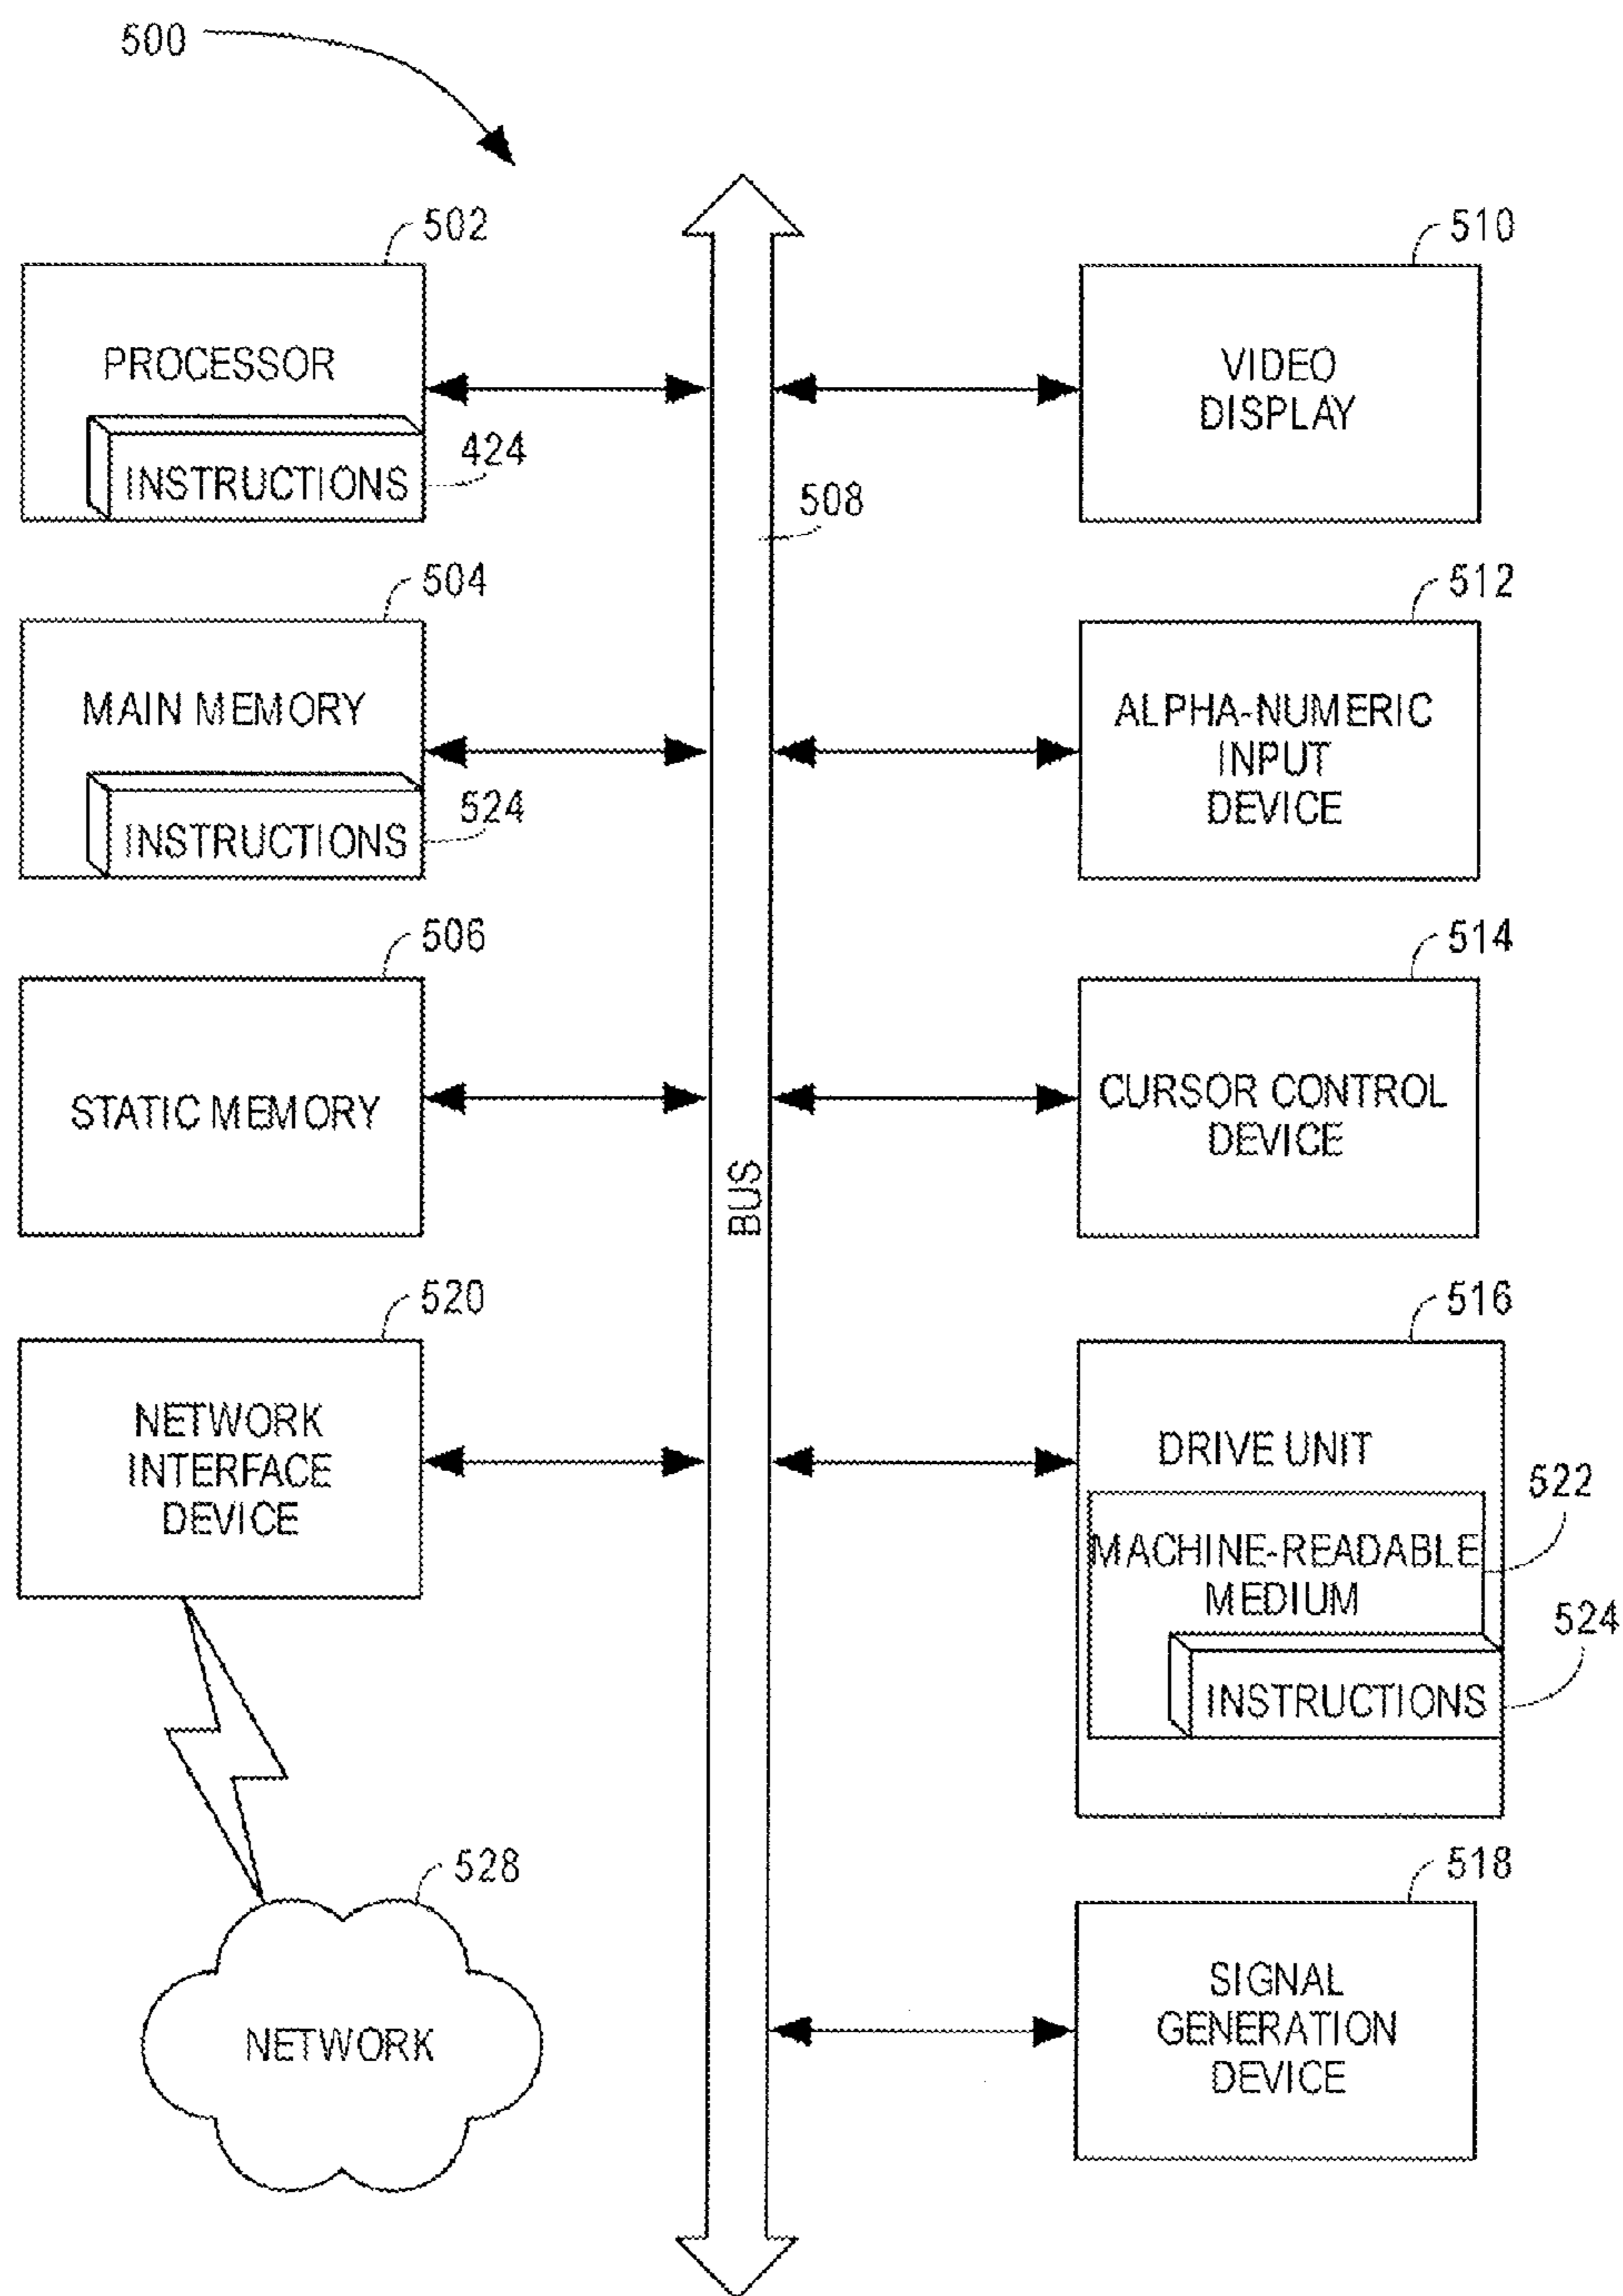 500
502
PROCESSOR
INSTRUCTIONS
424
504
MAIN MEMORY
INSTRUCTIONS
524
506
STATIC MEMORY
520
NETWORK
INTERFACE
DEVICE
528
NETWORK
508
BUS
510
VIDEO
DISPLAY
512
ALPHA-NUMERIC
INPUT
DEVICE
514
CURSOR CONTROL
DEVICE
516
DRIVE UNIT
522
MACHINE-READABLE
MEDIUM
524
INSTRUCTIONS
518
SIGNAL
GENERATION
DEVICE